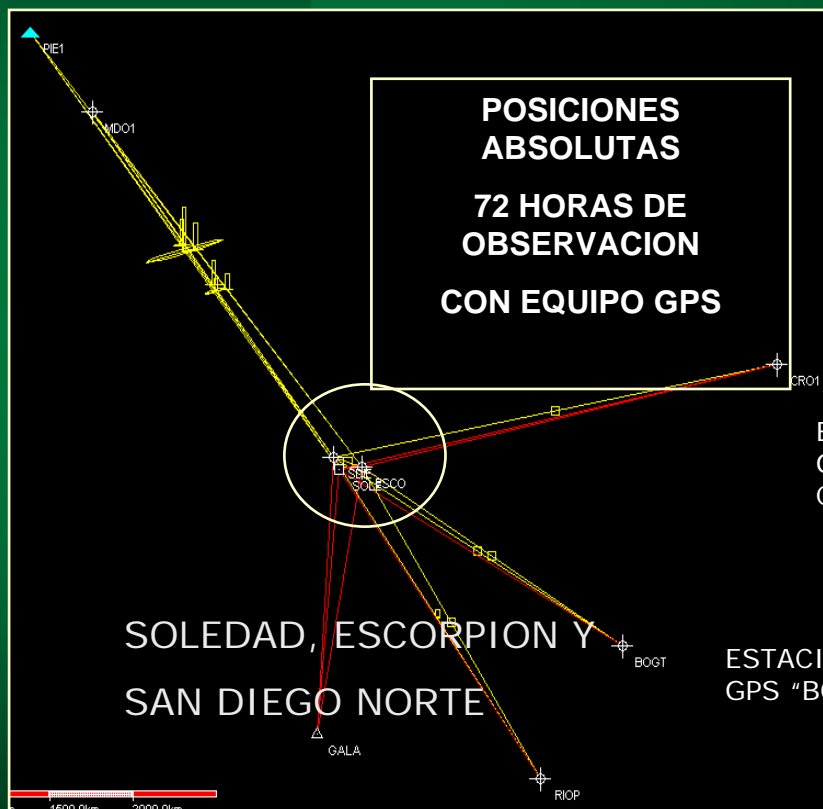 PIE1
MDO1
POSICIONES
ABSOLUTAS
72 HORAS DE
OBSERVACION
CON EQUIPO GPS
CRO1
ESCO
SOLEDAD, ESCORPION Y
SAN DIEGO NORTE
BOGT
GPS
GALA
RIOP